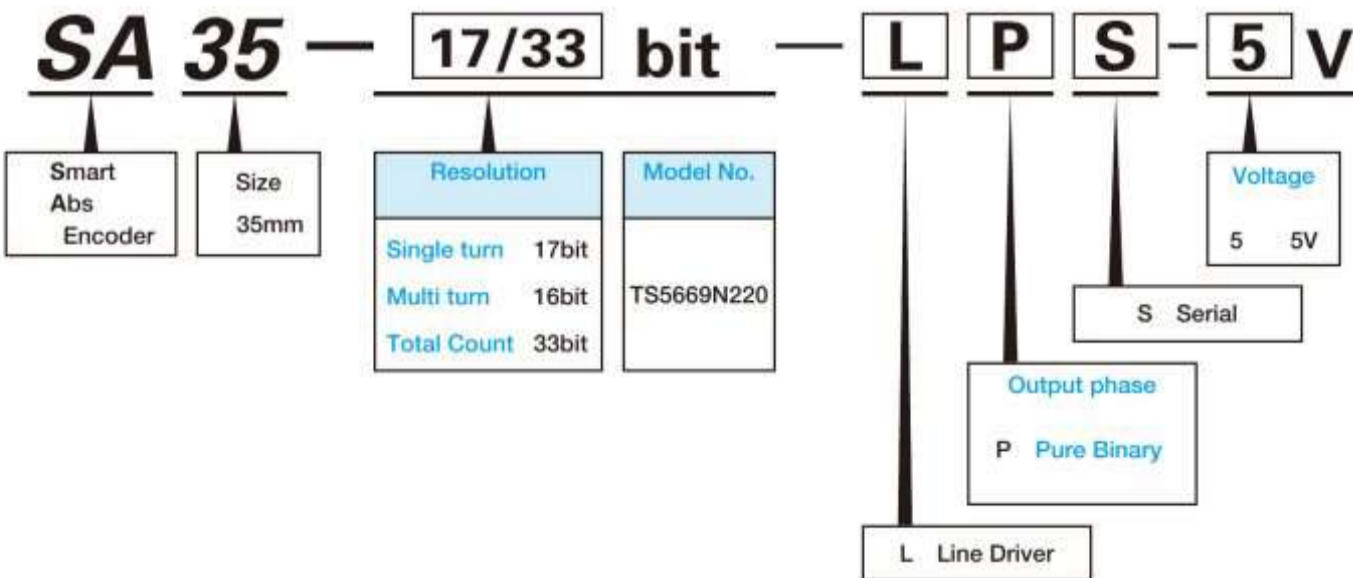 SA 35 — 17/33 bit — L P S - 5 V
Smart
Abs
Encoder
Size
35mm
Resolution
Single turn 17bit
Multi turn 16bit
Total Count 33bit
Model No.
TS5669N220
Voltage
5 5V
S Serial
Output phase
P Pure Binary
L Line Driver